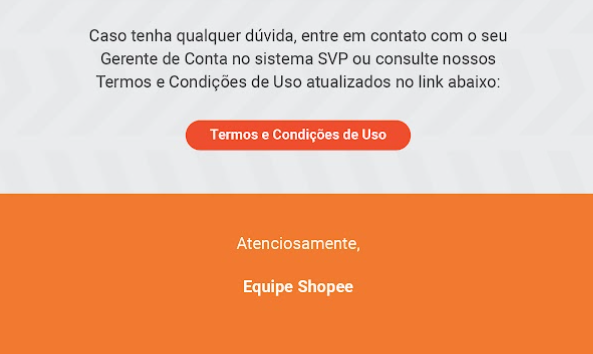 Caso tenha qualquer dúvida, entre em contato com o seu
Gerente de Conta no sistema SVP ou consulte nossos
Termos e Condições de Uso atualizados no link abaixo:
Termos e Condições de Uso
Atenciosamente,
Equipe Shopee